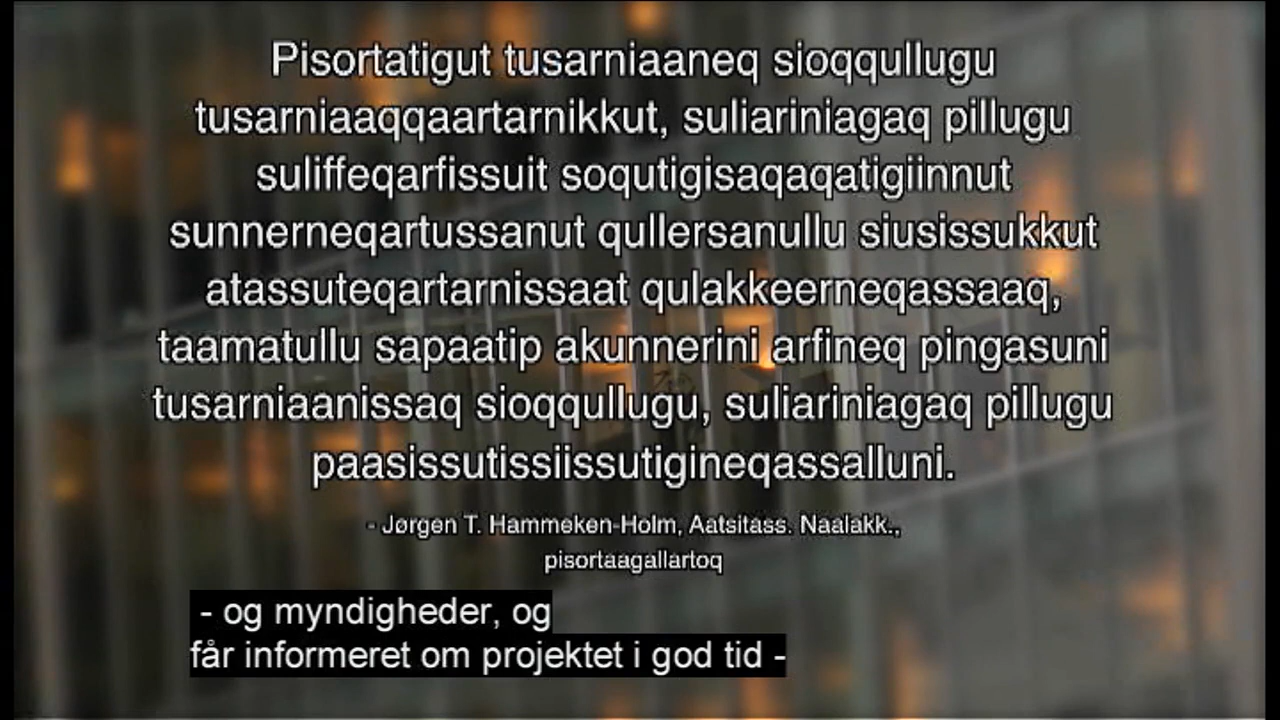 Pisortatigut tusarniaaneq sioqqullugu
tusarniaaqqaartarnikkut, suliariniagaq pillugu
suliffeqarfissuit soqutigisaqaqatigiinnut
sunnerneqartussanut qullersanullu siusissukkut
atassuteqartarnissaat qulakkeerneqassaaq,
taamatullu sapaatip akunnerini arfineq pingasuni
tusarniaanissaq sioqqullugu, suliariniagaq pillugu
paasissutissiissutigineqassalluni.
- Jørgen T. Hammeken-Holm, Aatsitass. Naalakk.,
pisortaagallartoq
- og myndigheder, og
får informeret om projektet i god tid -